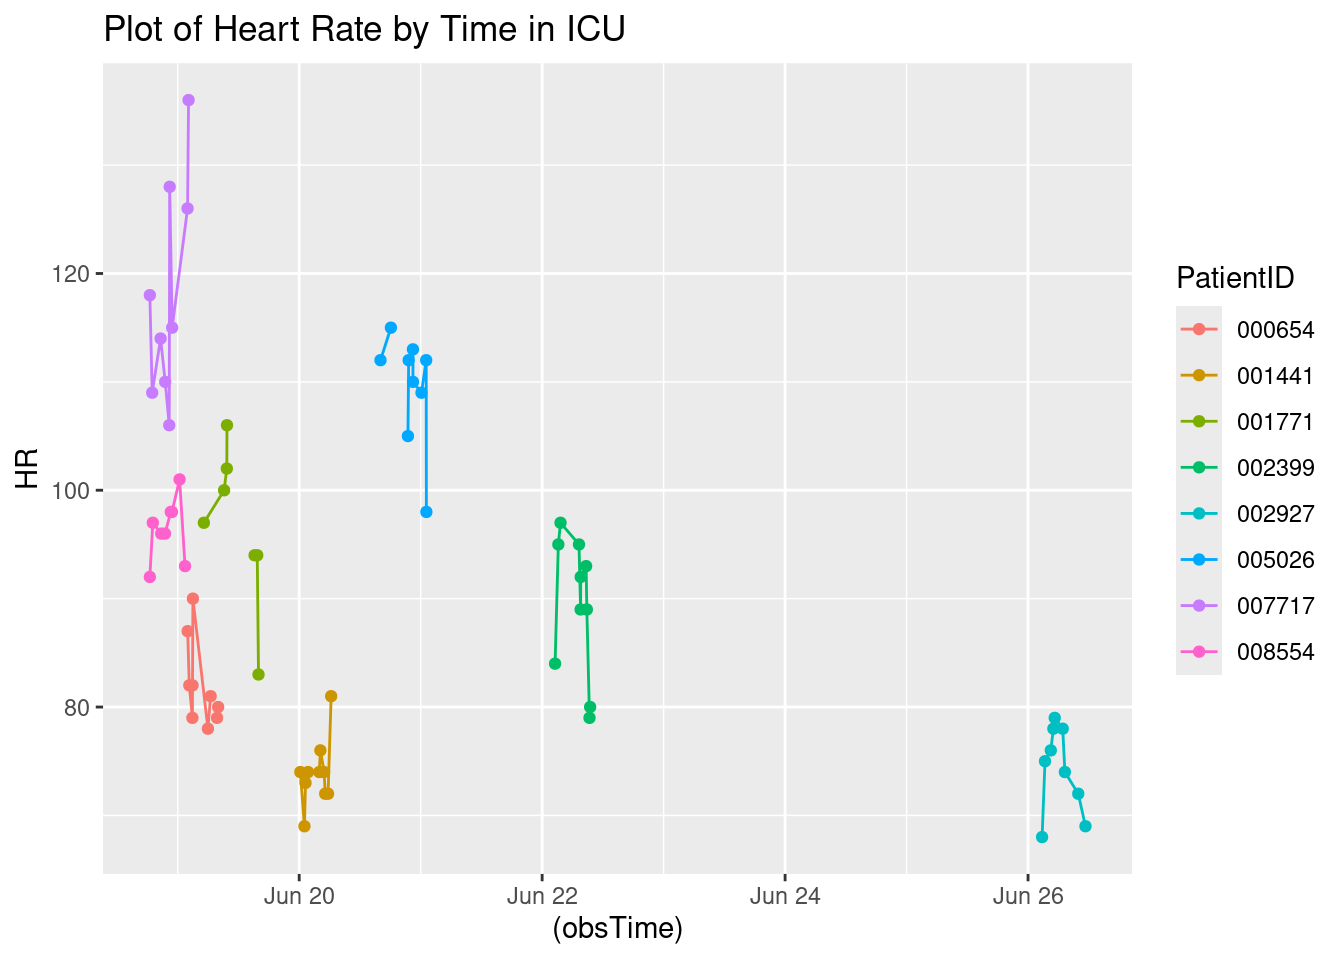 Plot of Heart Rate by Time in ICU
HR
120
100
80
Jun 20
Jun 22
Jun 24
Jun 26
(obsTime)
PatientID
000654
001441
001771
002399
002927
005026
007717
008554